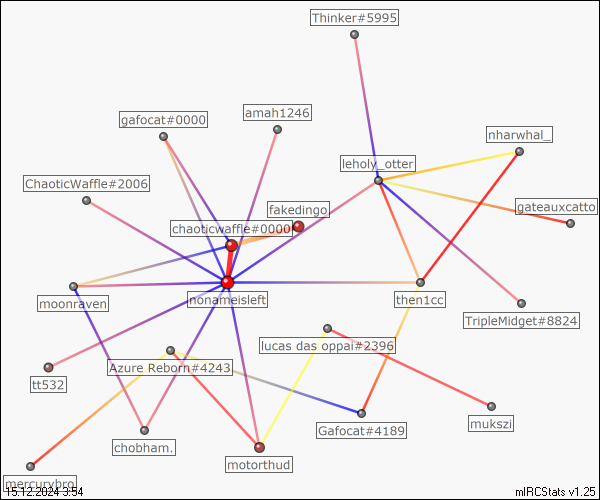 Thinker#5995
gafocat#0000
amah1246
nharwhal_
leholy_otter
ChaoticWaffle#2006
fakedingo
gateauxcatto
chaoticwaffle#0000
moonraven
nonameisleft
then1cc
TripleMidget#8824
lucas das oppai#2396
Azure Reborn#4243
tt532
mukszi
Gafocat#4189
chobham.
motorthud
mercurybro
15.12.2024 3:54
mIRCStats v1.25